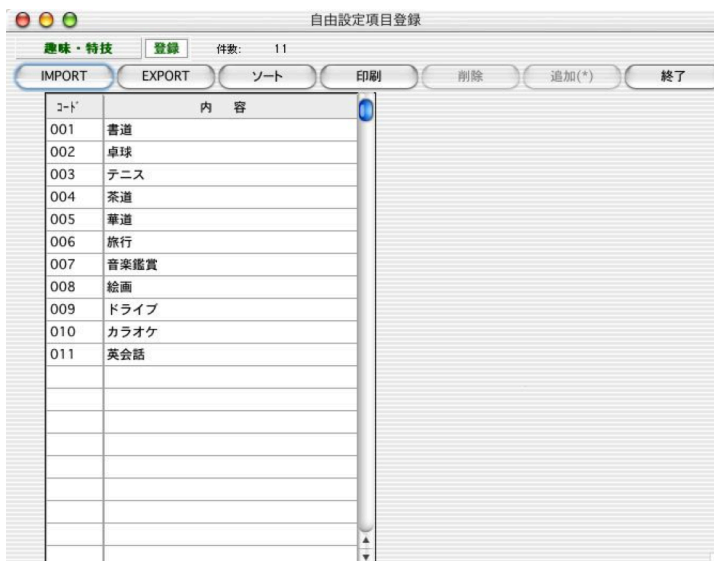 自由設定項目登録
趣味・特技 登録 件数: 11
IMPORT EXPORT ソート 印刷 削除 追加(*) 終了
ｺｰﾄﾞ 内 容
001 書道
002 卓球
003 テニス
004 茶道
005 華道
006 旅行
007 音楽鑑賞
008 絵画
009 ドライブ
010 カラオケ
011 英会話